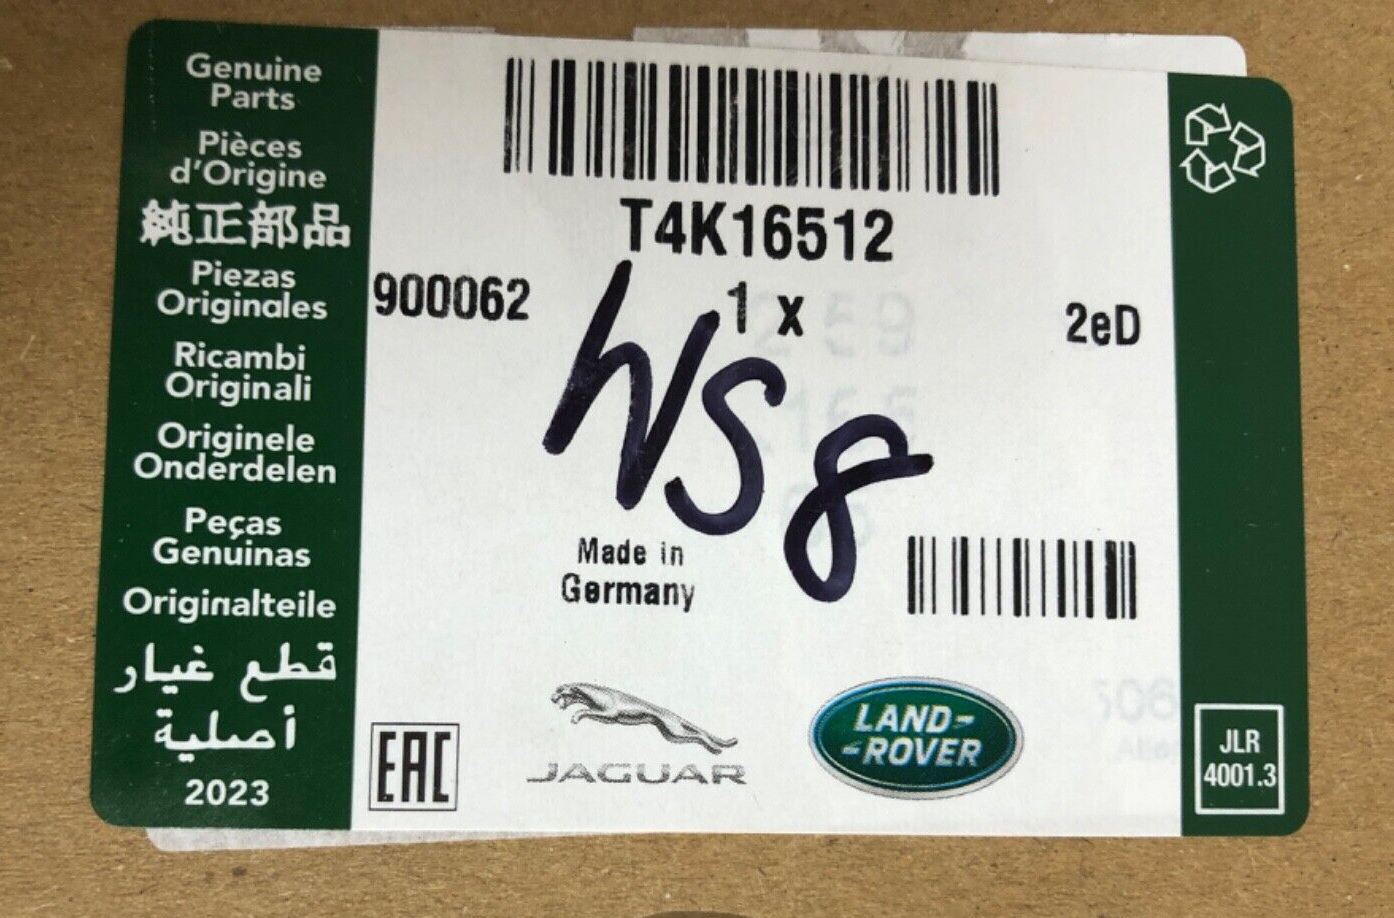 Genuine
Parts
Pièces
d'Origine
純正部品
Piezas
Originales
Ricambi
Originali
Originele
Onderdelen
Peças
Genuinas
Originalteile
قطع غيار
أصلية
2023
T4K16512
900062
1 x
2eD
WS8
Made in
Germany
EAC
JAGUAR
LAND-
-ROVER
JLR
4001.3